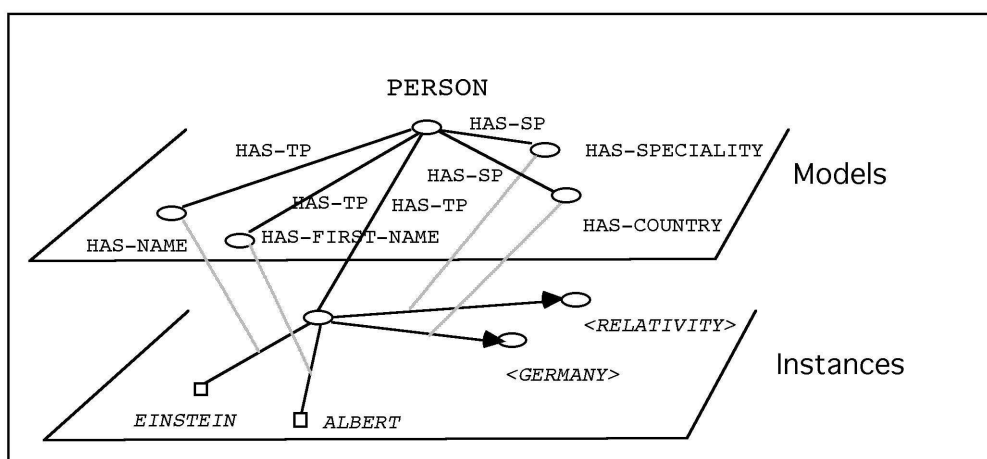 PERSON
HAS-SP
HAS-TP
HAS-SPECIALITY
Models
HAS-SP
HAS-TP
HAS-TP
HAS-COUNTRY
HAS-FIRST-NAME
HAS-NAME
<RELATIVITY>
Instances
<GERMANY>
EINSTEIN
ALBERT